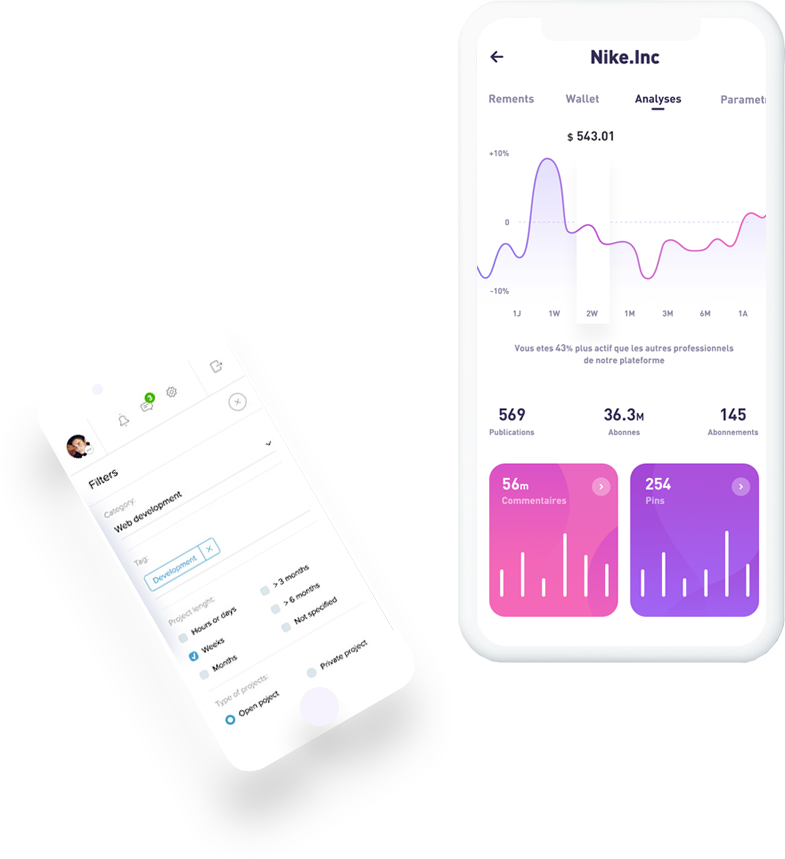 Nike.Inc
Rements Wallet Analyses Paramet
$ 543.01
+10%
0
-10%
1J 1W 2W 1M 3M 6M 1A
Vous etes 43% plus actif que les autres professionnels
de notre plateforme
569 36.3M 145
Publications Abonnes Abonnements
56m
Commentaires
254
Pins
3
Filters
Category:
Web development
Tag:
Development
Project lenght:
Hours or days
> 3 months
Weeks
> 6 months
Months
Not specified
Type of projects:
Open poject
Private project